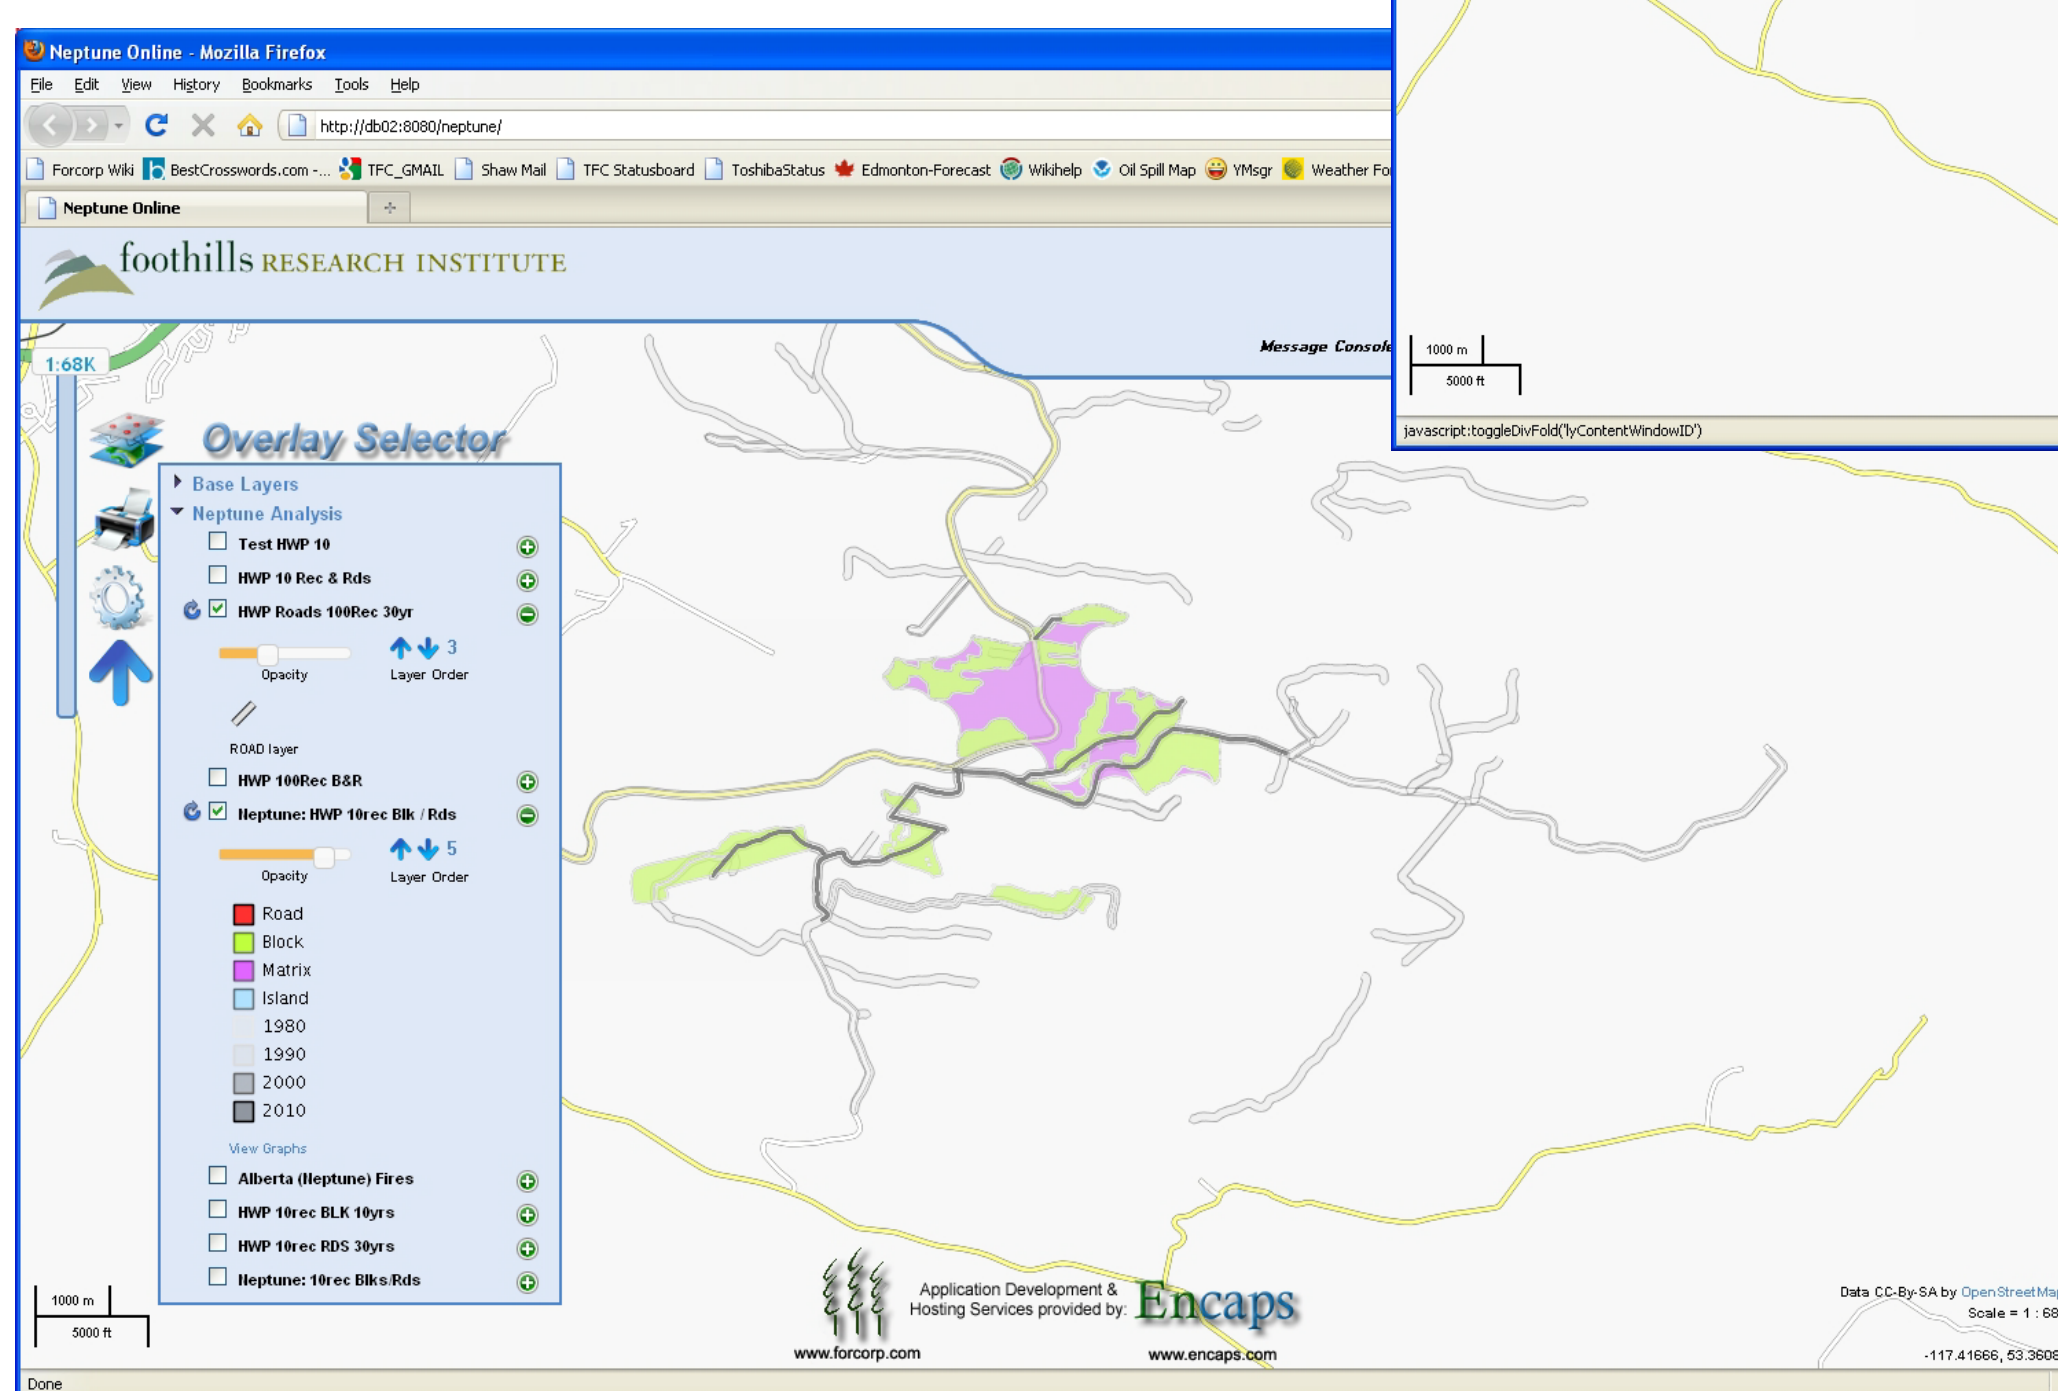 Neptune Online - Mozilla Firefox
File Edit View History Bookmarks Tools Help
http://db02:8080/neptune/
Forcorp Wiki BestCrosswords.com -... TFC_GMAIL Shaw Mail TFC Statusboard ToshibaStatus Edmonton-Forecast Wikihelp Oil Spill Map YMsgr Weather Fo
Neptune Online
foothills RESEARCH INSTITUTE
Message Console
1:68K
1000 m
5000 ft
javascript:toggleDivFold('lyContentWindowID')
Overlay Selector
Base Layers
Neptune Analysis
Test HWP 10
HWP 10 Rec & Rds
HWP Roads 100Rec 30yr
3
Opacity Layer Order
ROAD layer
HWP 100Rec B&R
Neptune: HWP 10rec Blk / Rds
5
Opacity Layer Order
Road
Block
Matrix
Island
1980
1990
2000
2010
View Graphs
Alberta (Neptune) Fires
HWP 10rec BLK 10yrs
HWP 10rec RDS 30yrs
Neptune: 10rec Blks/Rds
1000 m
5000 ft
Application Development &
Hosting Services provided by:
Encaps
www.forcorp.com
www.encaps.com
Data CC-By-SA by OpenStreetMap
Scale = 1 : 68
-117.41666, 53.3608
Done